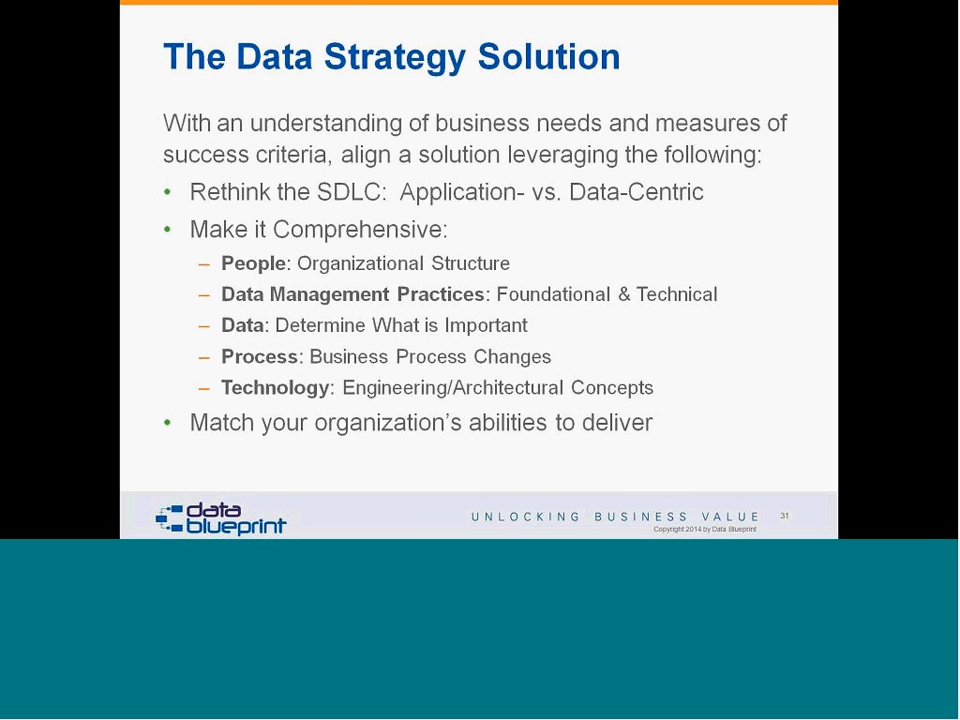 The Data Strategy Solution
With an understanding of business needs and measures of
success criteria, align a solution leveraging the following:
• Rethink the SDLC: Application- vs. Data-Centric
• Make it Comprehensive:
– People: Organizational Structure
– Data Management Practices: Foundational & Technical
– Data: Determine What is Important
– Process: Business Process Changes
– Technology: Engineering/Architectural Concepts
• Match your organization's abilities to deliver
data
blueprint
UNLOCKING BUSINESS VALUE 31
Copyright 2014 by Data Blueprint